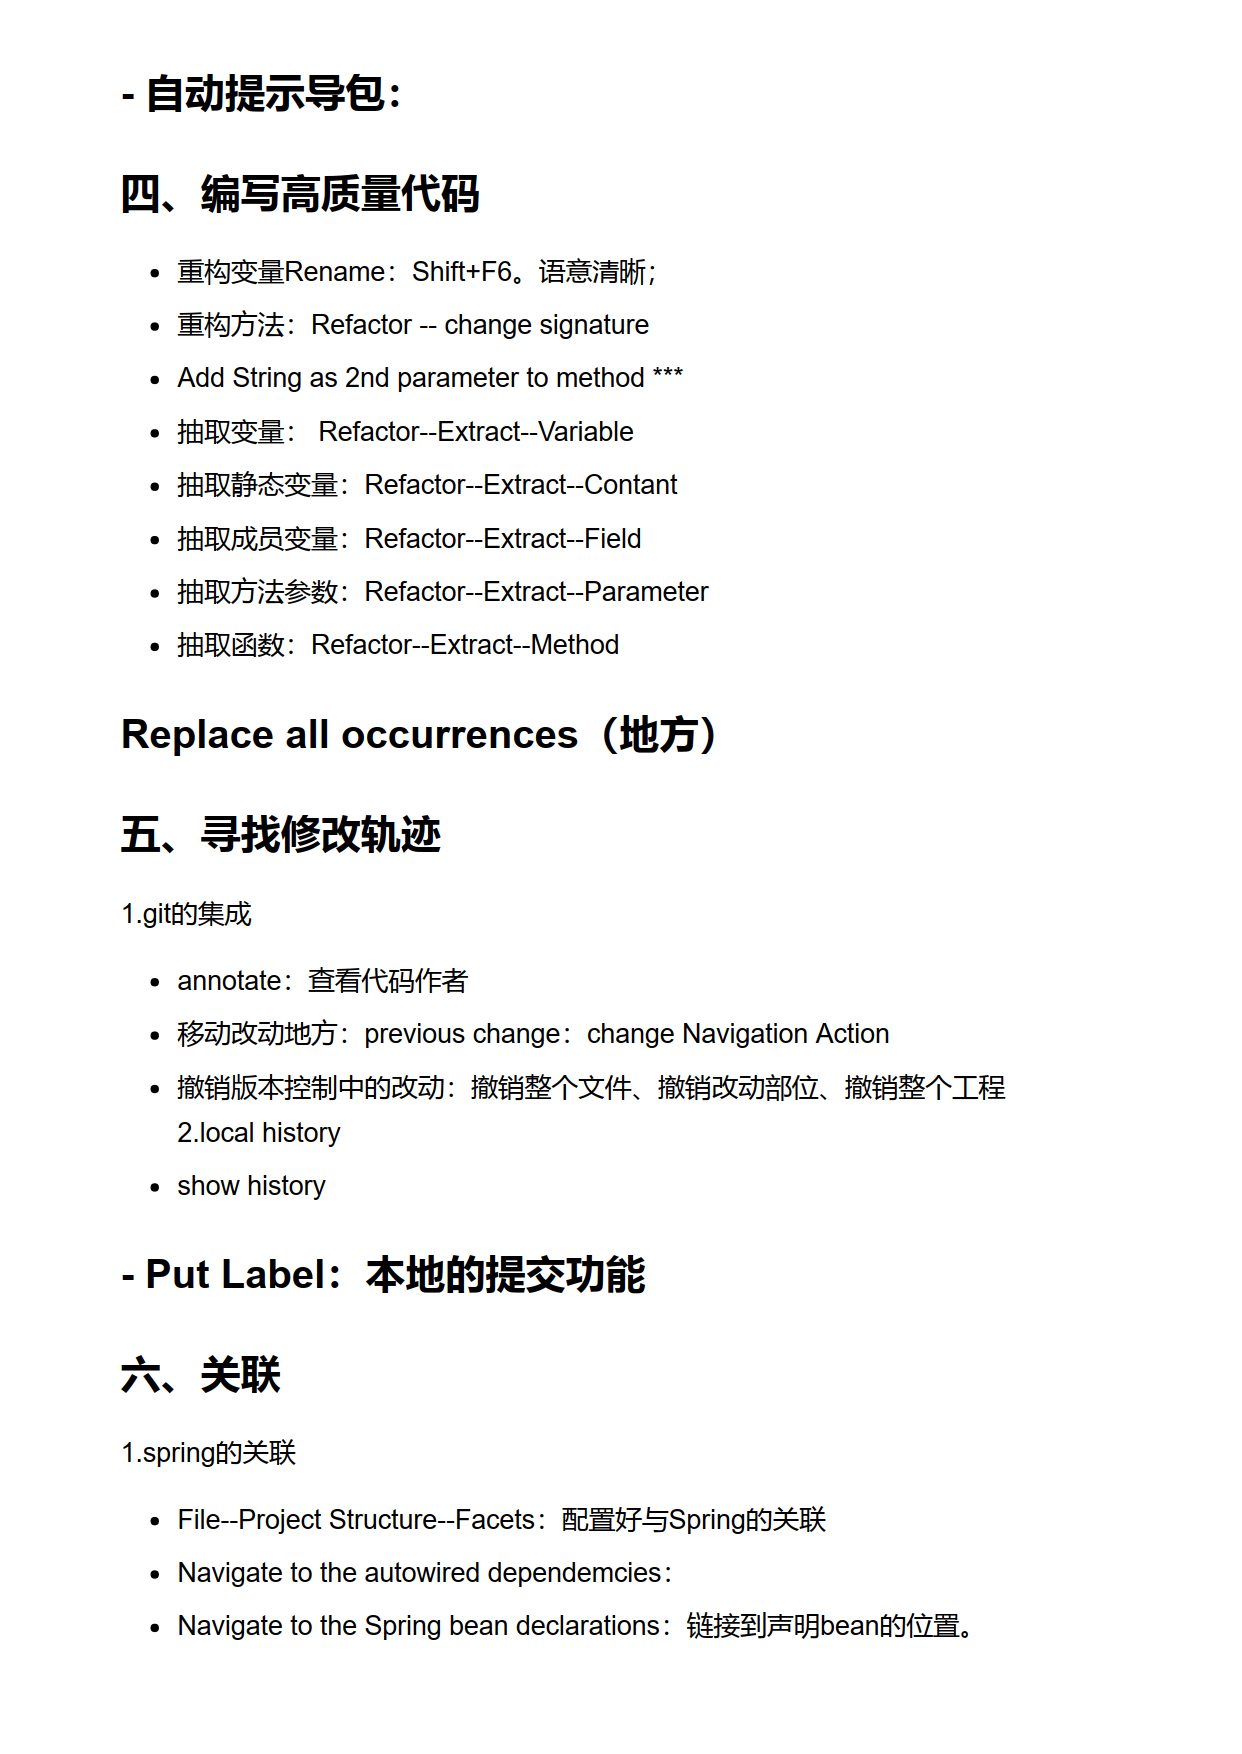 - 自动提示导包：
四、编写高质量代码
• 重构变量Rename：Shift+F6。语意清晰；
• 重构方法：Refactor -- change signature
• Add String as 2nd parameter to method ***
• 抽取变量： Refactor--Extract--Variable
• 抽取静态变量：Refactor--Extract--Contant
• 抽取成员变量：Refactor--Extract--Field
• 抽取方法参数：Refactor--Extract--Parameter
• 抽取函数：Refactor--Extract--Method
Replace all occurrences（地方）
五、寻找修改轨迹
1.git的集成
• annotate：查看代码作者
• 移动改动地方：previous change：change Navigation Action
• 撤销版本控制中的改动：撤销整个文件、撤销改动部位、撤销整个工程
2.local history
• show history
- Put Label：本地的提交功能
六、关联
1.spring的关联
• File--Project Structure--Facets：配置好与Spring的关联
• Navigate to the autowired dependemcies：
• Navigate to the Spring bean declarations：链接到声明bean的位置。